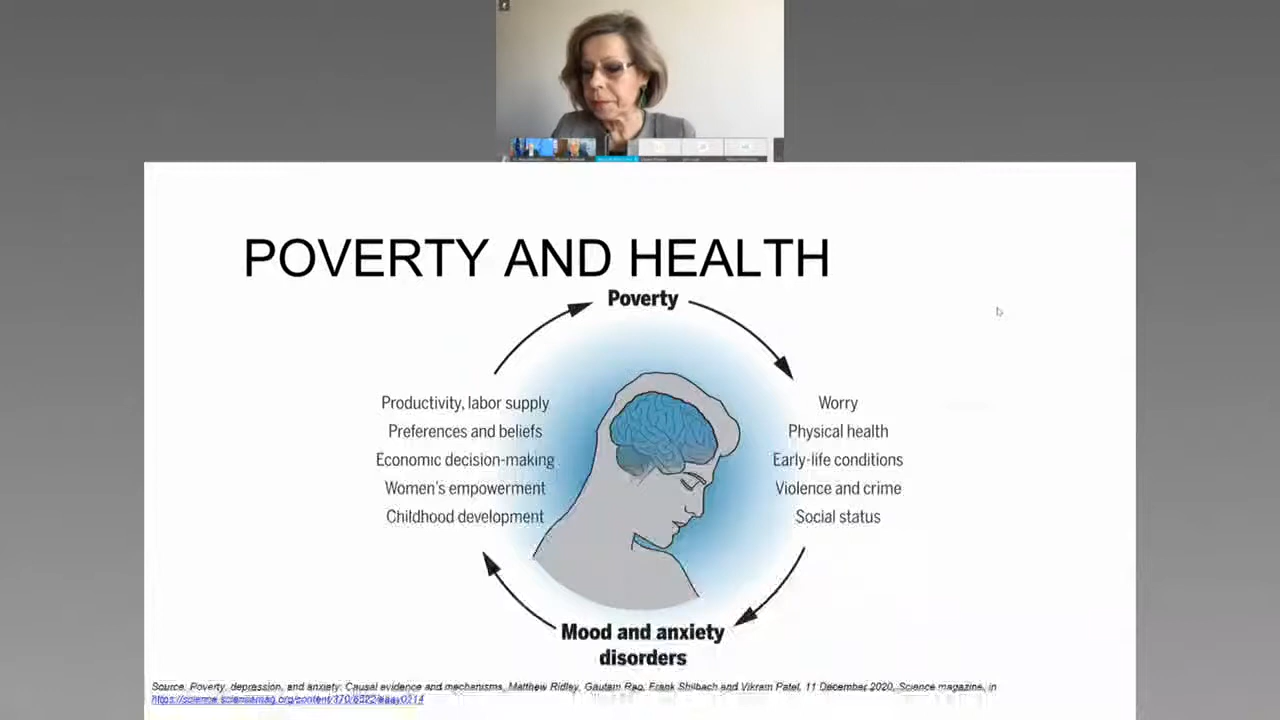 POVERTY AND HEALTH
Poverty
Productivity, labor supply
Preferences and beliefs
Economic decision-making
Women's empowerment
Childhood development
Worry
Physical health
Early-life conditions
Violence and crime
Social status
Mood and anxiety
disorders
Source: Poverty, depression, and anxiety: Causal evidence and mechanisms, Matthew Ridley, Gautam Rao, Frank Shilbach and Vikram Patel, 11 December 2020, Science magazine, in